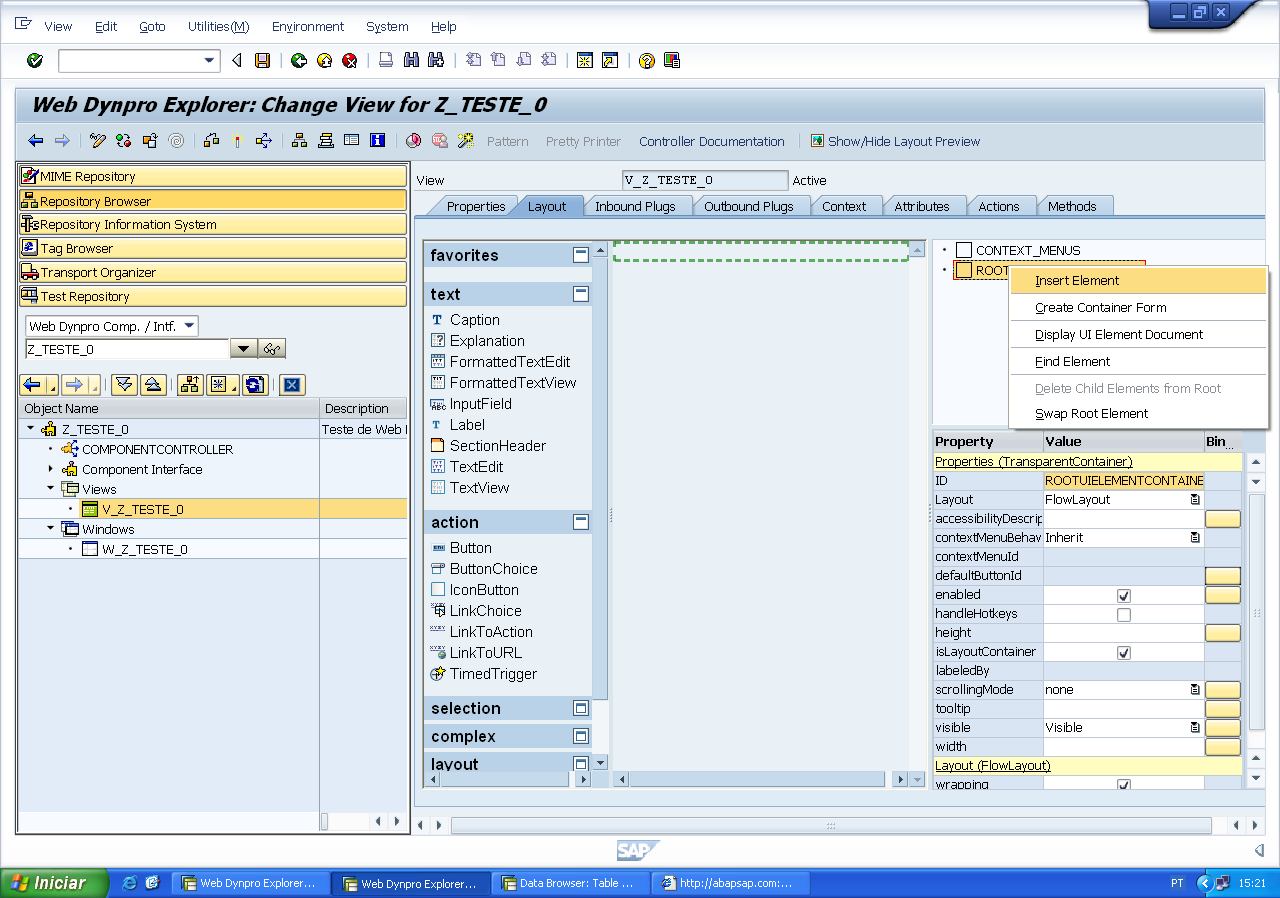 View Edit Goto Utilities(M) Environment System Help
Web Dynpro Explorer: Change View for Z_TESTE_0
Pattern Pretty Printer Controller Documentation Show/Hide Layout Preview
MIME Repository
Repository Browser
Repository Information System
Tag Browser
Transport Organizer
Test Repository
Web Dynpro Comp. / Intf.
Z_TESTE_0
Object Name Description
Z_TESTE_0 Teste de Web
COMPONENTCONTROLLER
Component Interface
Views
V_Z_TESTE_0
Windows
W_Z_TESTE_0
View V_Z_TESTE_0 Active
Properties Layout Inbound Plugs Outbound Plugs Context Attributes Actions Methods
favorites
text
Caption
Explanation
FormattedTextEdit
FormattedTextView
InputField
Label
SectionHeader
TextEdit
TextView
action
Button
ButtonChoice
IconButton
LinkChoice
LinkToAction
LinkToURL
TimedTrigger
selection
complex
layout
CONTEXT_MENUS
ROOT
Insert Element
Create Container Form
Display UI Element Document
Find Element
Delete Child Elements from Root
Swap Root Element
Property Value Bin...
Properties (TransparentContainer)
ID ROOTUIELEMENTCONTAINE
Layout FlowLayout
accessibilityDescrip
contextMenuBehav Inherit
contextMenuId
defaultButtonId
enabled
handleHotkeys
height
isLayoutContainer
labeledBy
scrollingMode none
tooltip
visible Visible
width
Layout (FlowLayout)
wrapping
SAP
Iniciar Web Dynpro Explorer... Web Dynpro Explorer... Data Browser: Table ... http://abapsap.com:... PT 15:21